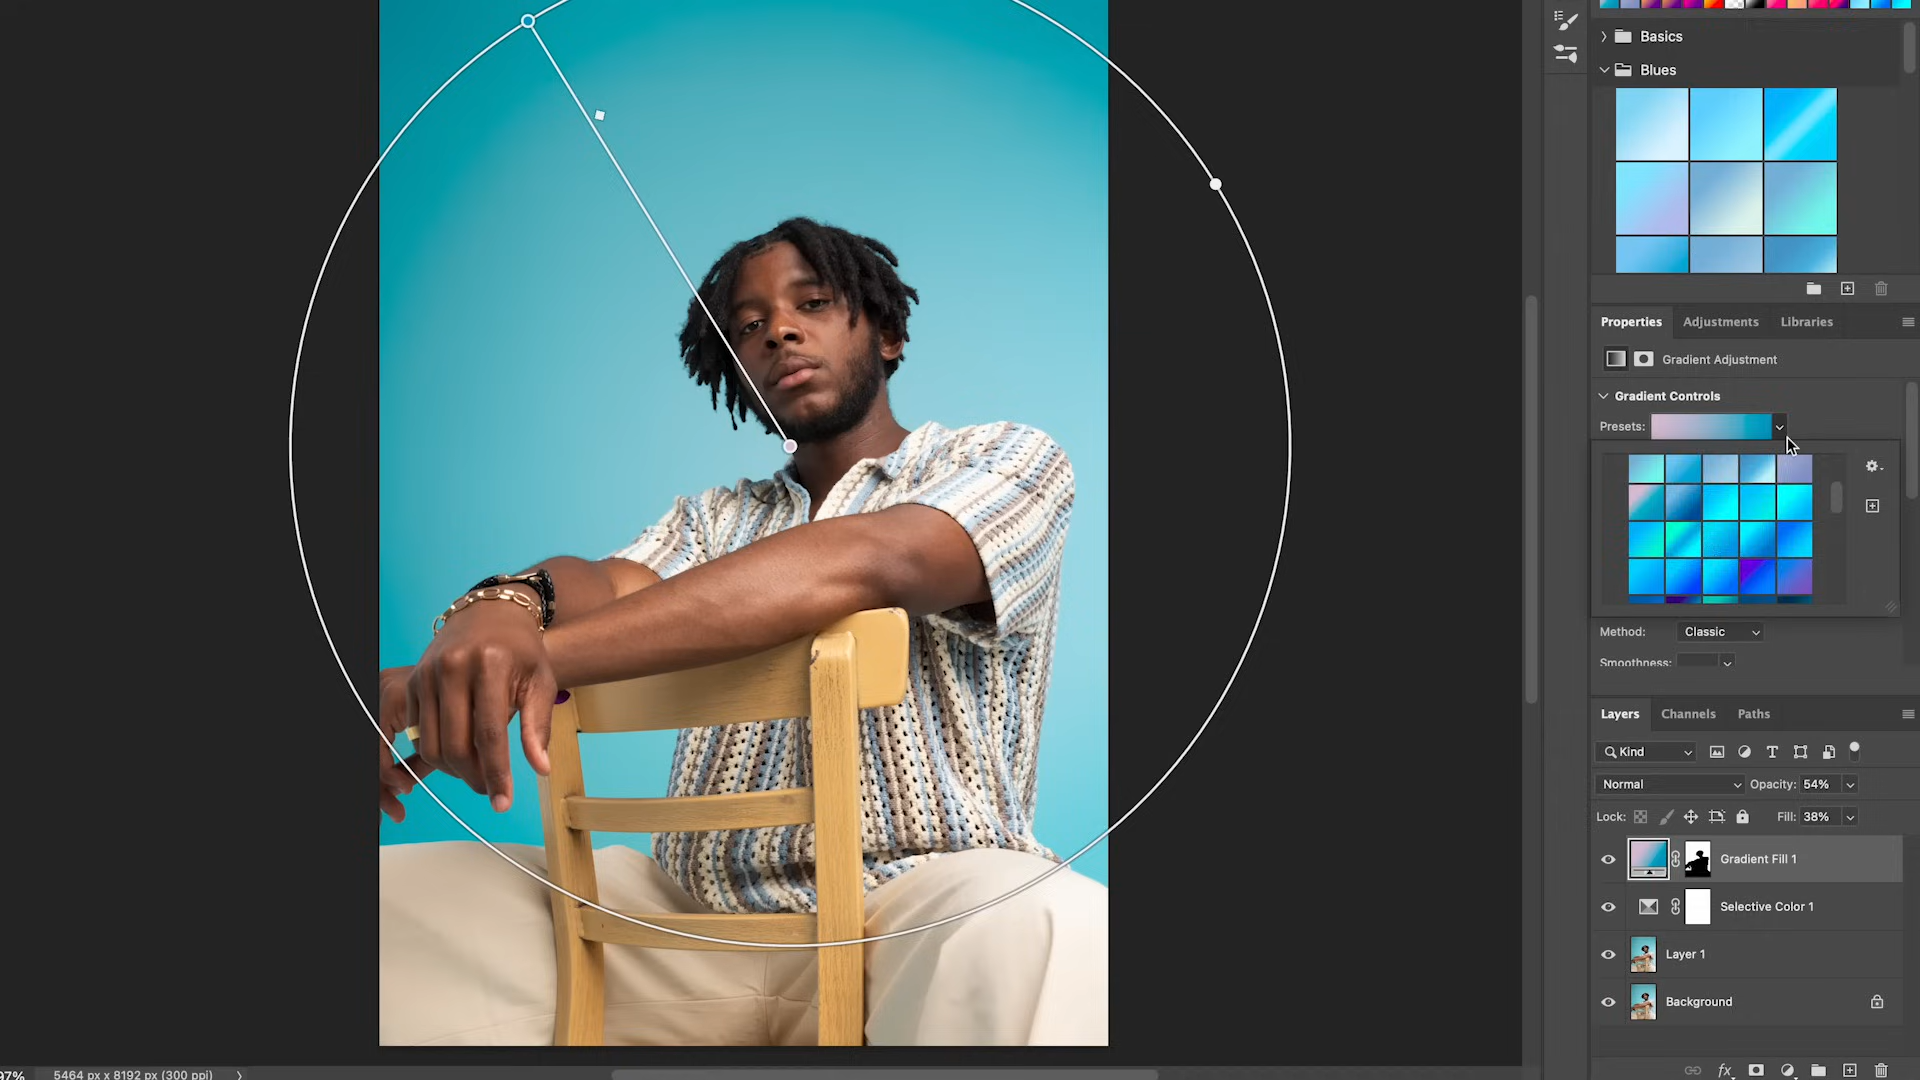 Basics
Blues
Properties Adjustments Libraries
Gradient Adjustment
Gradient Controls
Presets:
Method: Classic
Smoothness:
Layers Channels Paths
Kind
Normal Opacity: 54%
Lock: Fill: 38%
Gradient Fill 1
Selective Color 1
Layer 1
Background
fx
97% 5464 px x 8192 px (300 ppi)